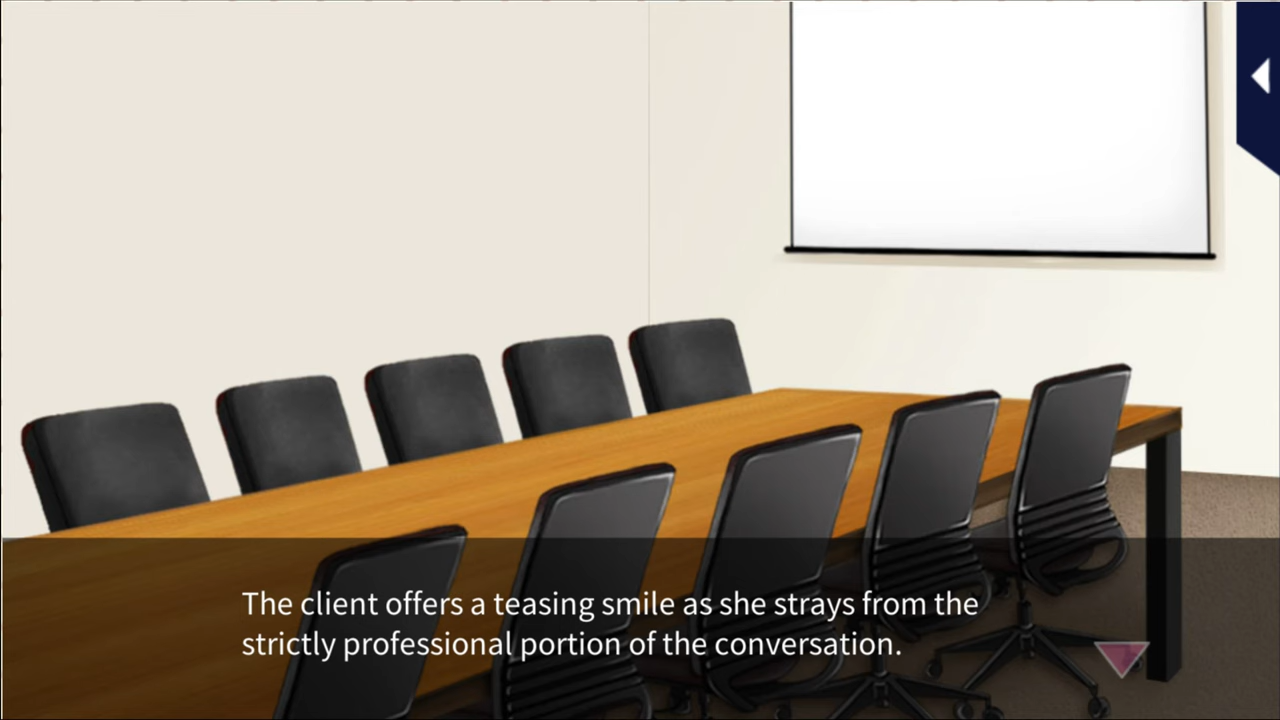 The client offers a teasing smile as she strays from the
strictly professional portion of the conversation.